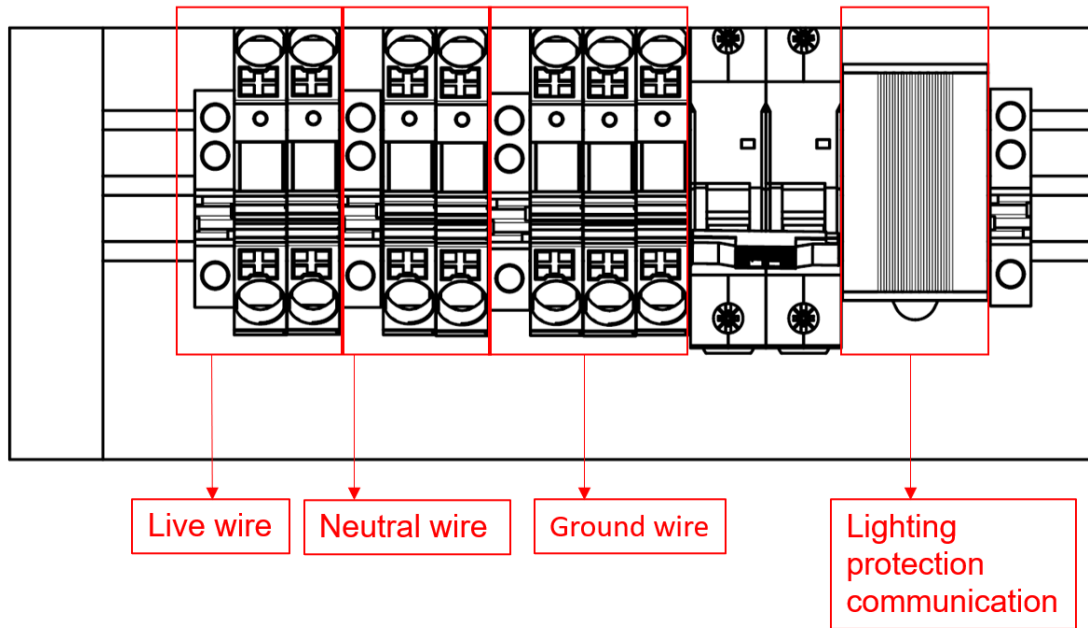 Live wire
Neutral wire
Ground wire
Lighting
protection
communication